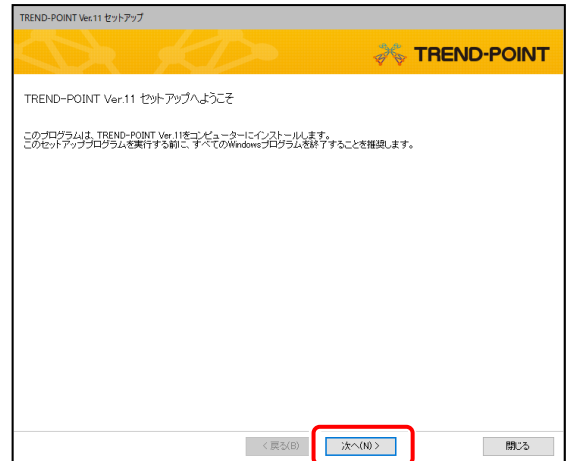 TREND-POINT Ver.11 セットアップ
TREND-POINT
TREND-POINT Ver.11 セットアップへようこそ
このプログラムは、TREND-POINT Ver.11をコンピューターにインストールします。
このセットアッププログラムを実行する前に、すべてのWindowsプログラムを終了することを推奨します。
< 戻る(B) 次へ(N) > 閉じる